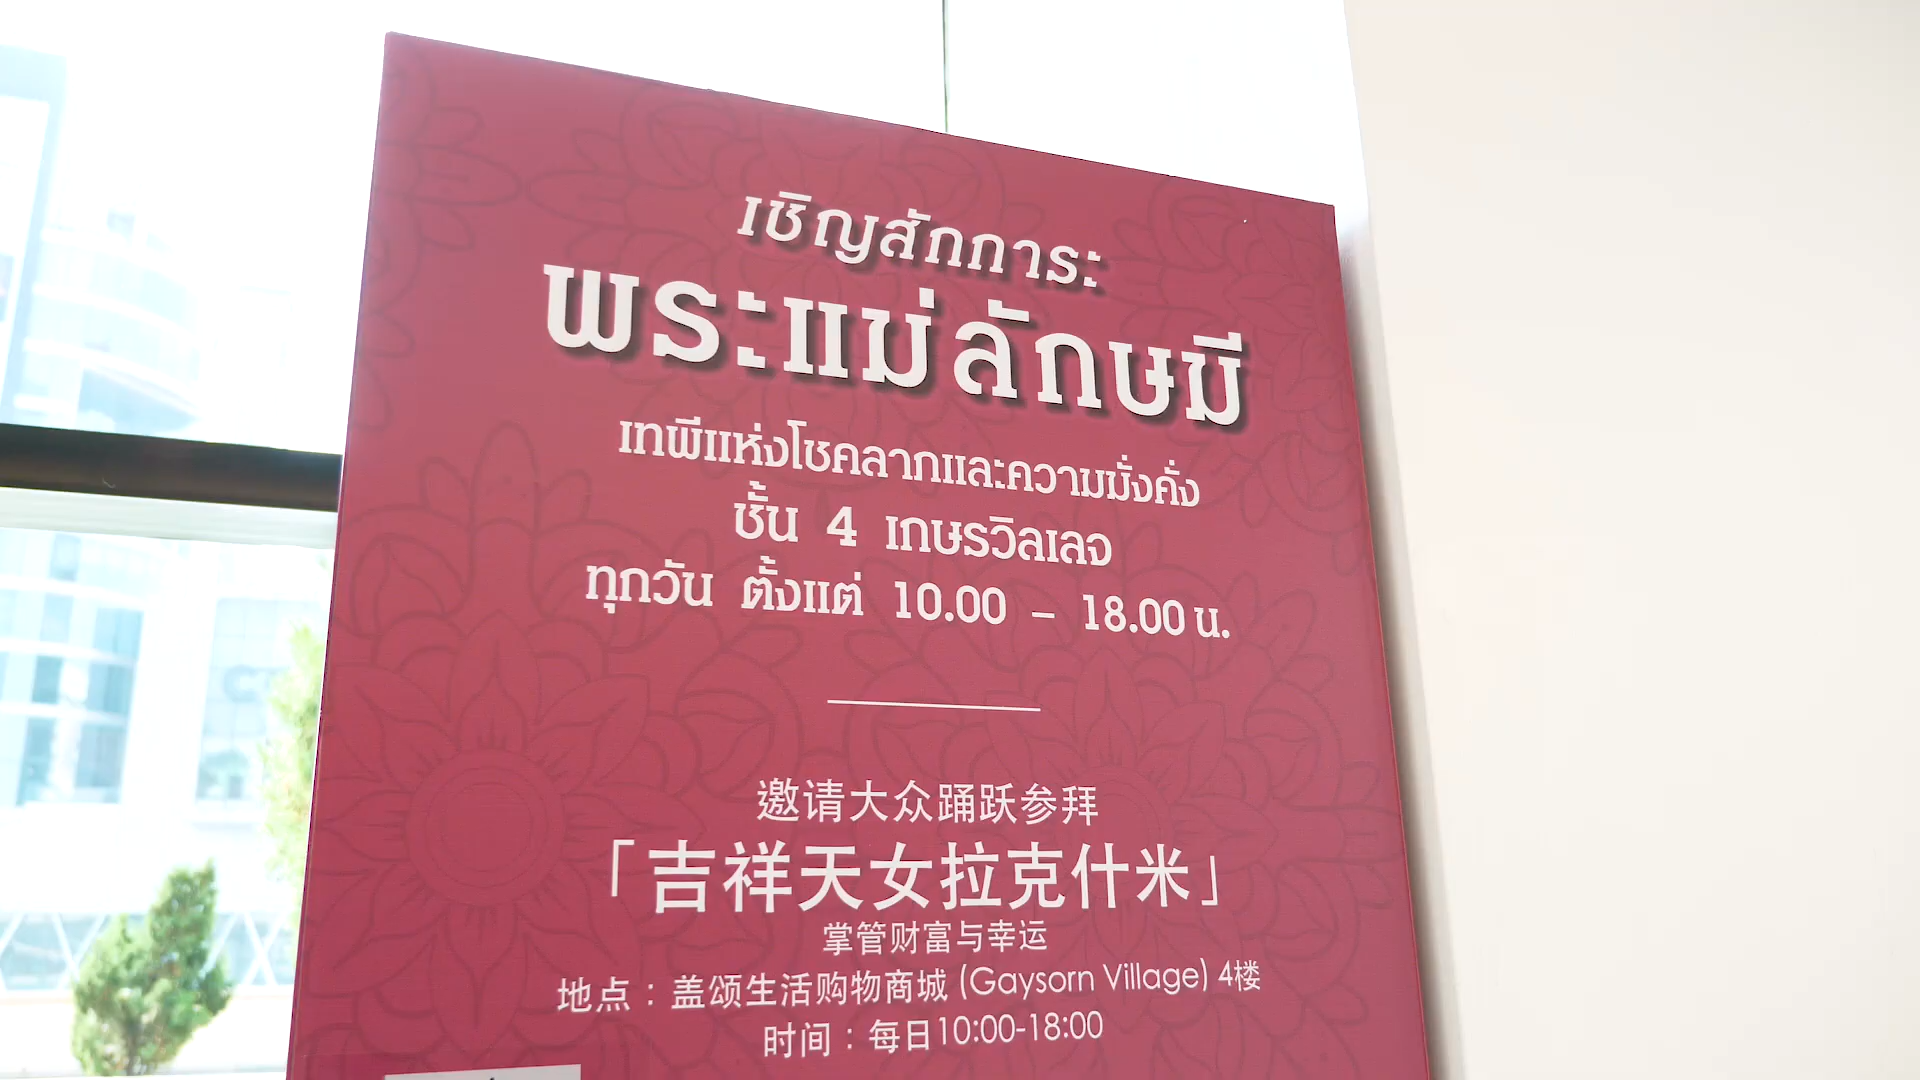 เชิญสักการะ
พระแม่ลักษมี
เทพีแห่งโชคลาภและความมั่งคั่ง
ชั้น 4 เกษรวิลเลจ
ทุกวัน ตั้งแต่ 10.00 – 18.00 น.
邀请大众踊跃参拜
「吉祥天女拉克什米」
掌管财富与幸运
地点：盖颂生活购物商城 (Gaysorn Village) 4楼
时间：每日10:00-18:00